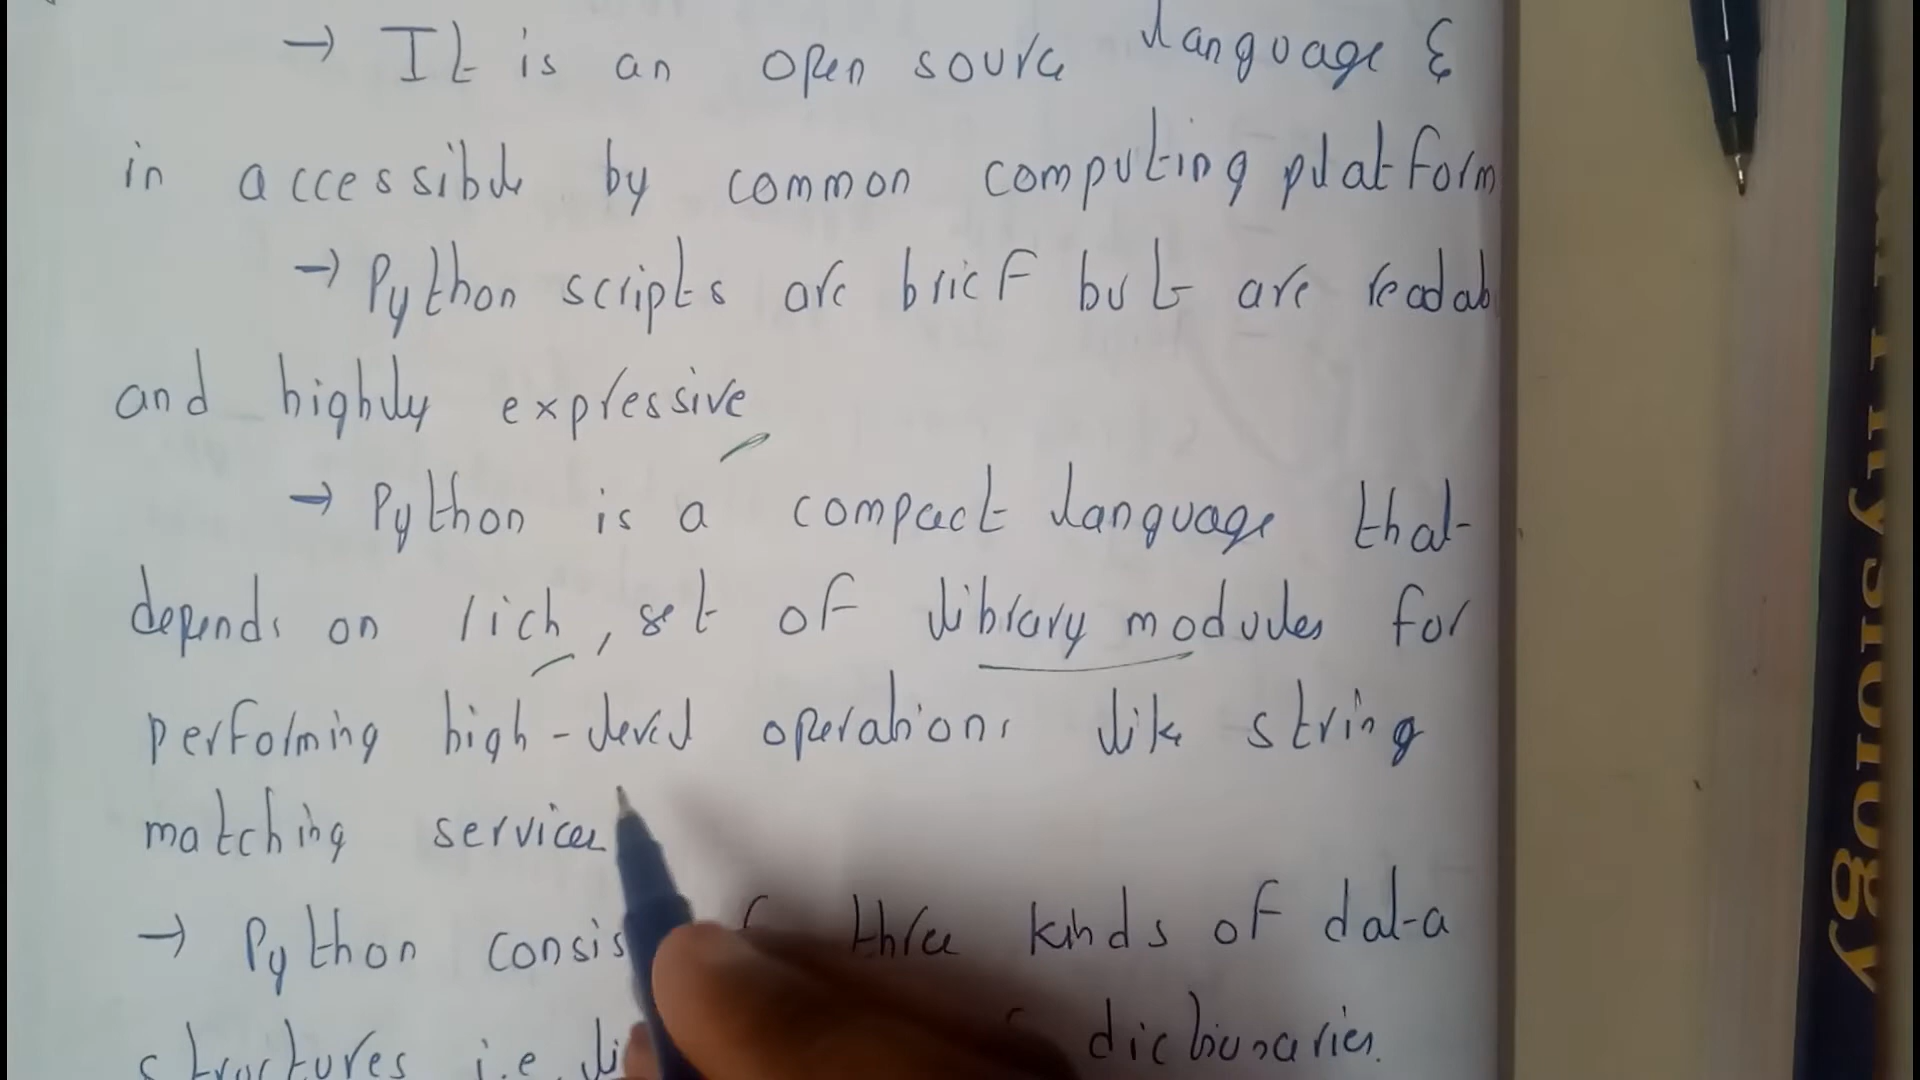 → It is an open source language &
in accessible by common computing platform
→ Python scripts are brief but are readab
and highly expressive
→ Python is a compact language that
depends on rich, set of library modules for
performing high-level operations like string
matching services
→ Python consis three kinds of data
structures i.e. li dictionaries.
ysiology